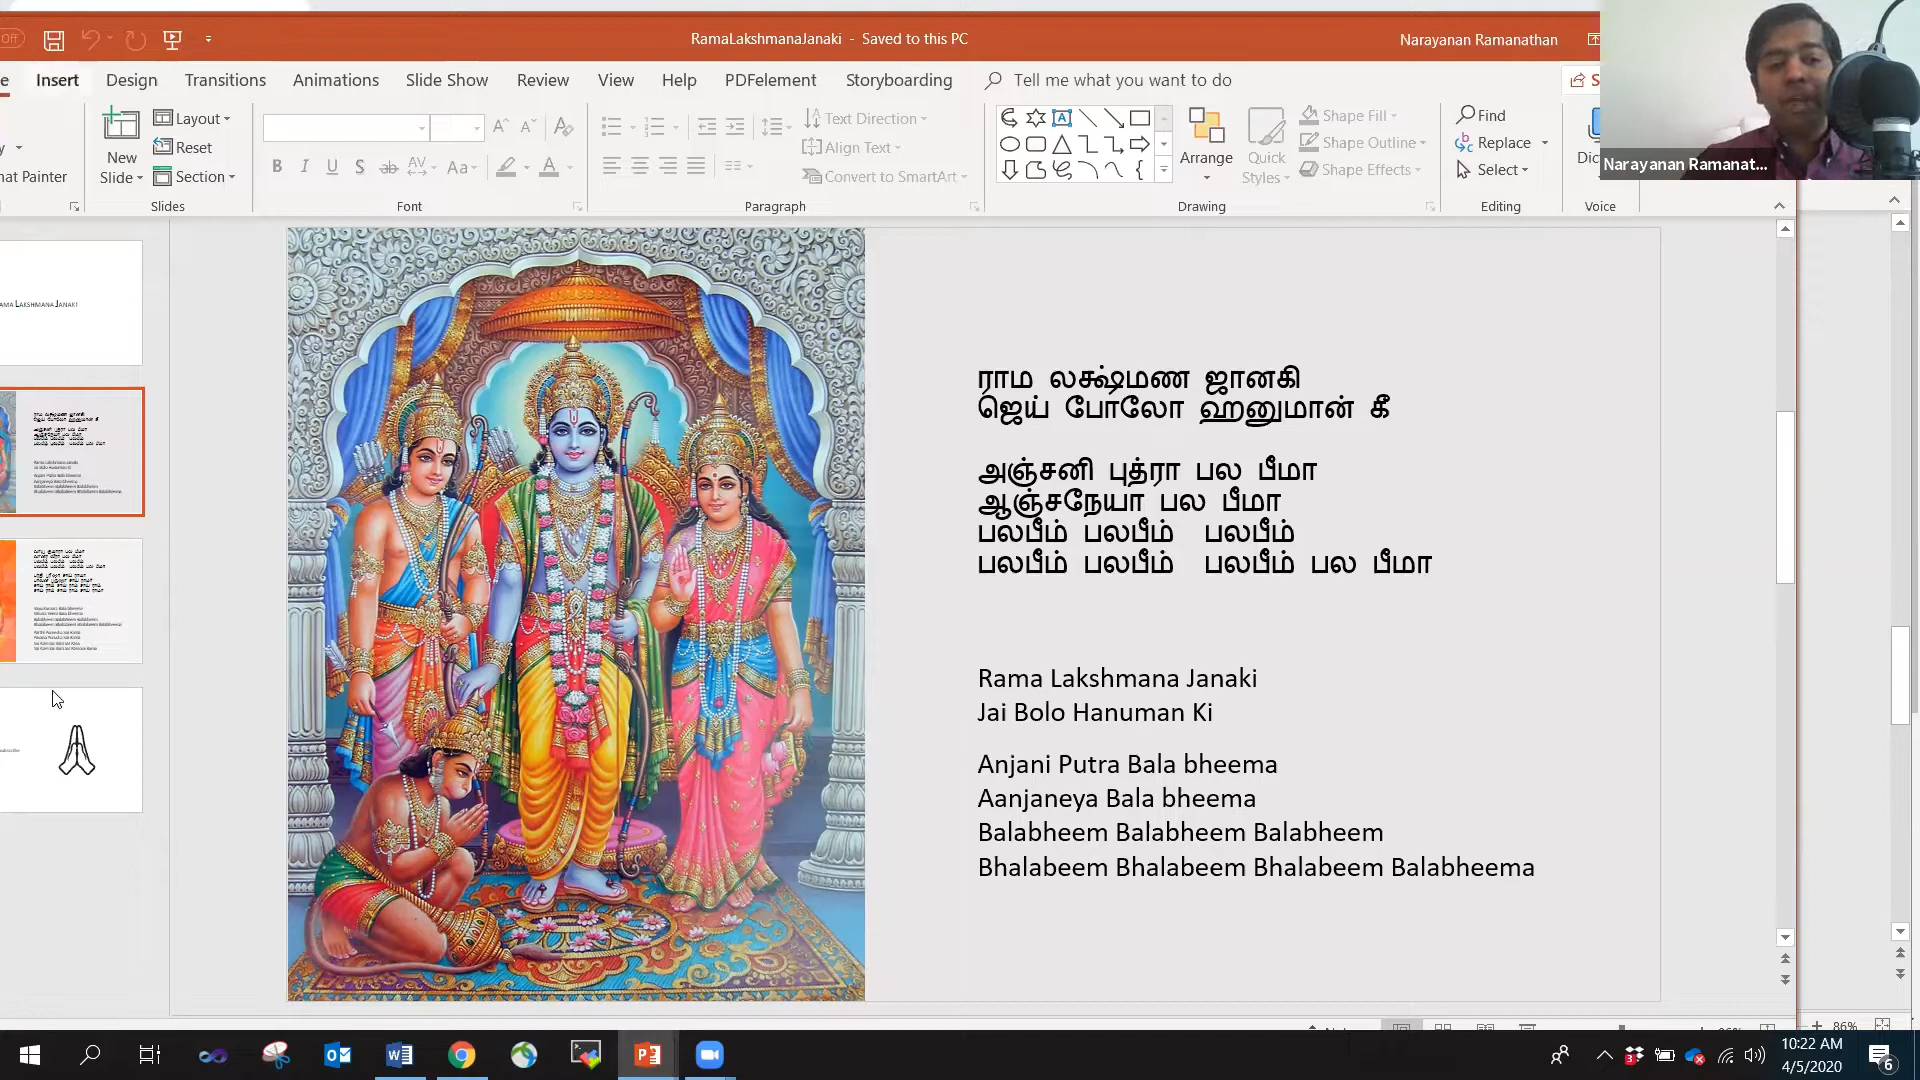 RamaLakshmanaJanaki - Saved to this PC
Narayanan Ramanathan
Insert Design Transitions Animations Slide Show Review View Help PDFelement Storyboarding Tell me what you want to do
New Slide
Layout
Reset
Section
Slides
Font
Text Direction
Align Text
Convert to SmartArt
Paragraph
Arrange
Quick Styles
Shape Fill
Shape Outline
Shape Effects
Drawing
Find
Replace
Select
Editing
Voice
Narayanan Ramanat...
ராம லக்ஷ்மண ஜானகி
ஜெய் போலோ ஹனுமான் கீ
அஞ்சனி புத்ரா பல பீமா
ஆஞ்சநேயா பல பீமா
பலபீம் பலபீம் பலபீம்
பலபீம் பலபீம் பலபீம் பல பீமா
Rama Lakshmana Janaki
Jai Bolo Hanuman Ki
Anjani Putra Bala bheema
Aanjaneya Bala bheema
Balabheem Balabheem Balabheem
Bhalabeem Bhalabeem Bhalabeem Balabheema
86%
10:22 AM
4/5/2020
6